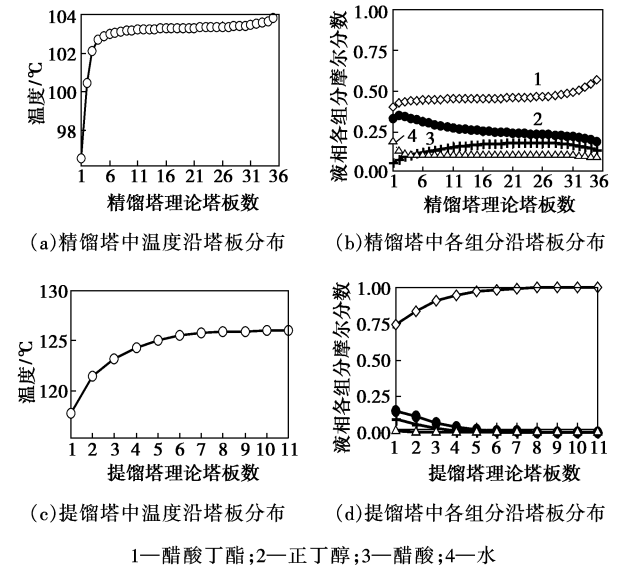 104
102
100
98
温度/℃
1 6 11 16 21 26 31 36
精馏塔理论塔板数
(a)精馏塔中温度沿塔板分布
1.00
0.75
0.50
0.25
0.00
液相各组分摩尔分数
1
2
4 3
1 6 11 16 21 26 31 36
精馏塔理论塔板数
(b)精馏塔中各组分沿塔板分布
130
125
120
温度/℃
1 2 3 4 5 6 7 8 9 10 11
提馏塔理论塔板数
(c)提馏塔中温度沿塔板分布
1.00
0.75
0.50
0.25
0.00
液相各组分摩尔分数
1 2 3 4 5 6 7 8 9 10 11
提馏塔理论塔板数
(d)提馏塔中各组分沿塔板分布
1—醋酸丁酯;2—正丁醇;3—醋酸;4—水